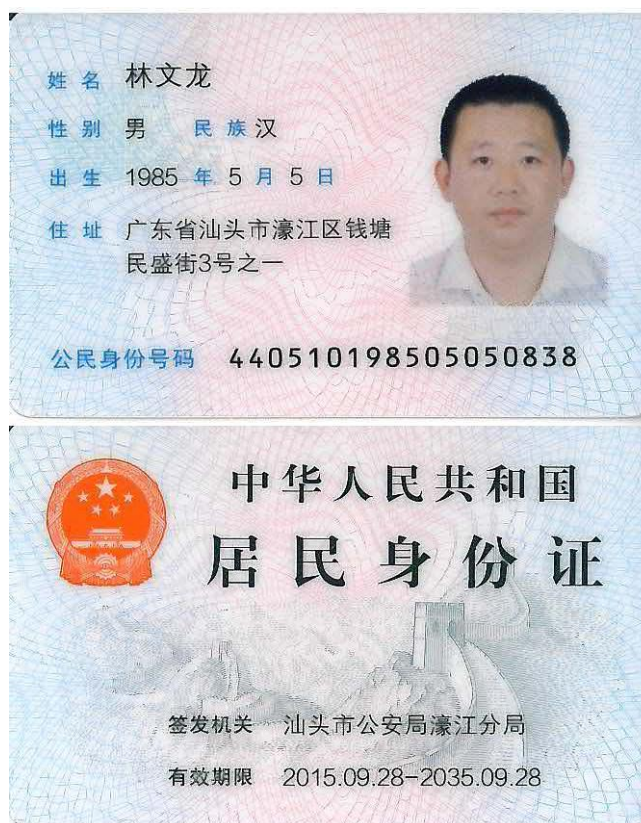 姓名 林文龙
性别 男 民族 汉
出生 1985 年 5 月 5 日
住址 广东省汕头市濠江区钱塘
民盛街3号之一
公民身份号码 440510198505050838
中华人民共和国
居民身份证
签发机关 汕头市公安局濠江分局
有效期限 2015.09.28-2035.09.28